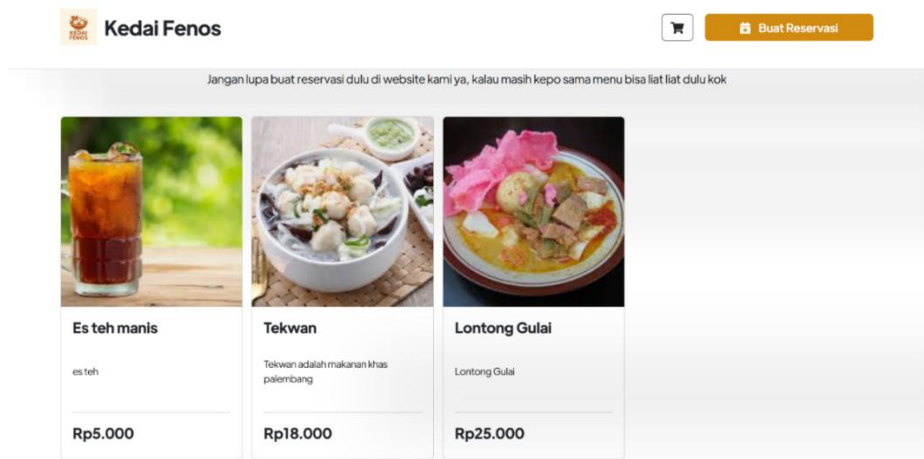 KEDAI
FENOS
Kedai Fenos
Buat Reservasi
Jangan lupa buat reservasi dulu di website kami ya, kalau masih kepo sama menu bisa liat liat dulu kok
Es teh manis
es teh
Rp5.000
Tekwan
Tekwan adalah makanan khas
palembang
Rp18.000
Lontong Gulai
Lontong Gulai
Rp25.000